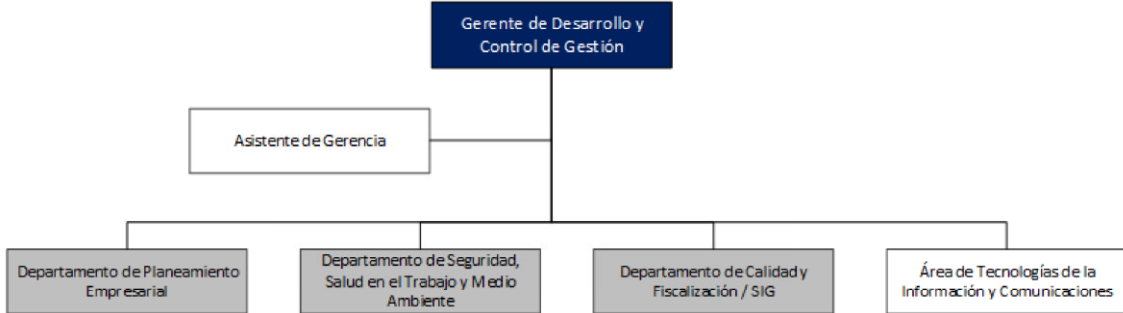 Gerente de Desarrollo y
Control de Gestión
Asistente de Gerencia
Departamento de Planeamiento
Empresarial
Departamento de Seguridad,
Salud en el Trabajo y Medio
Ambiente
Departamento de Calidad y
Fiscalización / SIG
Área de Tecnologías de la
Información y Comunicaciones